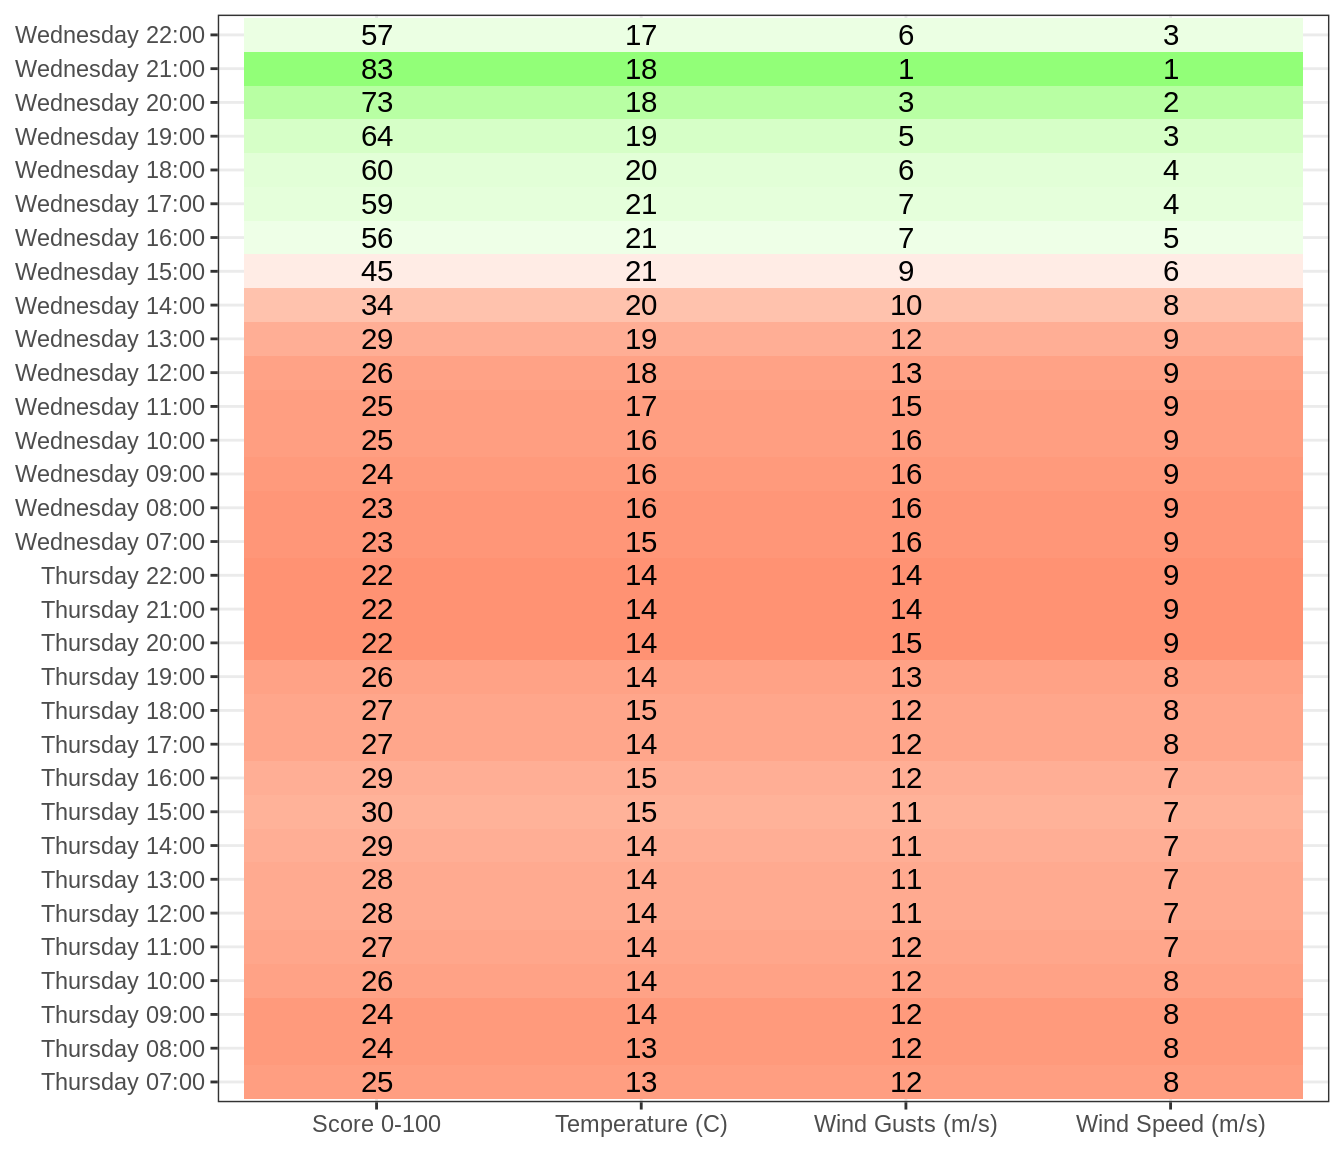 Wednesday 22:00 57 17 6 3
Wednesday 21:00 83 18 1 1
Wednesday 20:00 73 18 3 2
Wednesday 19:00 64 19 5 3
Wednesday 18:00 60 20 6 4
Wednesday 17:00 59 21 7 4
Wednesday 16:00 56 21 7 5
Wednesday 15:00 45 21 9 6
Wednesday 14:00 34 20 10 8
Wednesday 13:00 29 19 12 9
Wednesday 12:00 26 18 13 9
Wednesday 11:00 25 17 15 9
Wednesday 10:00 25 16 16 9
Wednesday 09:00 24 16 16 9
Wednesday 08:00 23 16 16 9
Wednesday 07:00 23 15 16 9
Thursday 22:00 22 14 14 9
Thursday 21:00 22 14 14 9
Thursday 20:00 22 14 15 9
Thursday 19:00 26 14 13 8
Thursday 18:00 27 15 12 8
Thursday 17:00 27 14 12 8
Thursday 16:00 29 15 12 7
Thursday 15:00 30 15 11 7
Thursday 14:00 29 14 11 7
Thursday 13:00 28 14 11 7
Thursday 12:00 28 14 11 7
Thursday 11:00 27 14 12 7
Thursday 10:00 26 14 12 8
Thursday 09:00 24 14 12 8
Thursday 08:00 24 13 12 8
Thursday 07:00 25 13 12 8
Score 0-100 Temperature (C) Wind Gusts (m/s) Wind Speed (m/s)